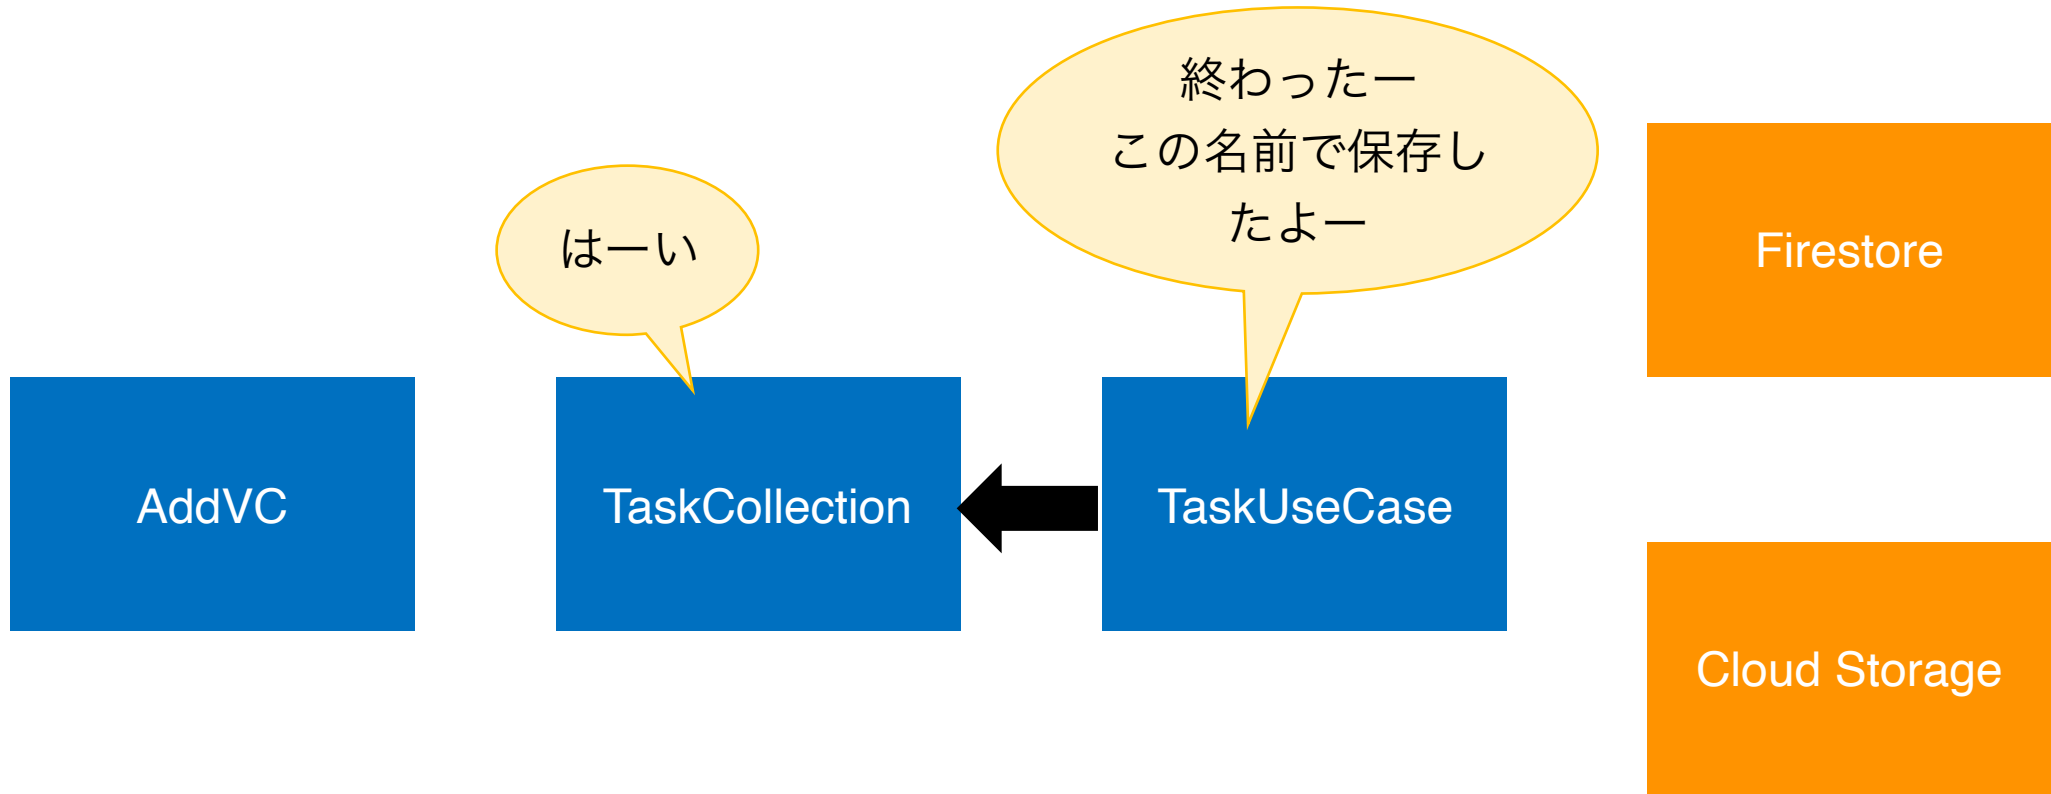 終わったー
この名前で保存し
たよー
はーい
Firestore
AddVC
TaskCollection
TaskUseCase
Cloud Storage